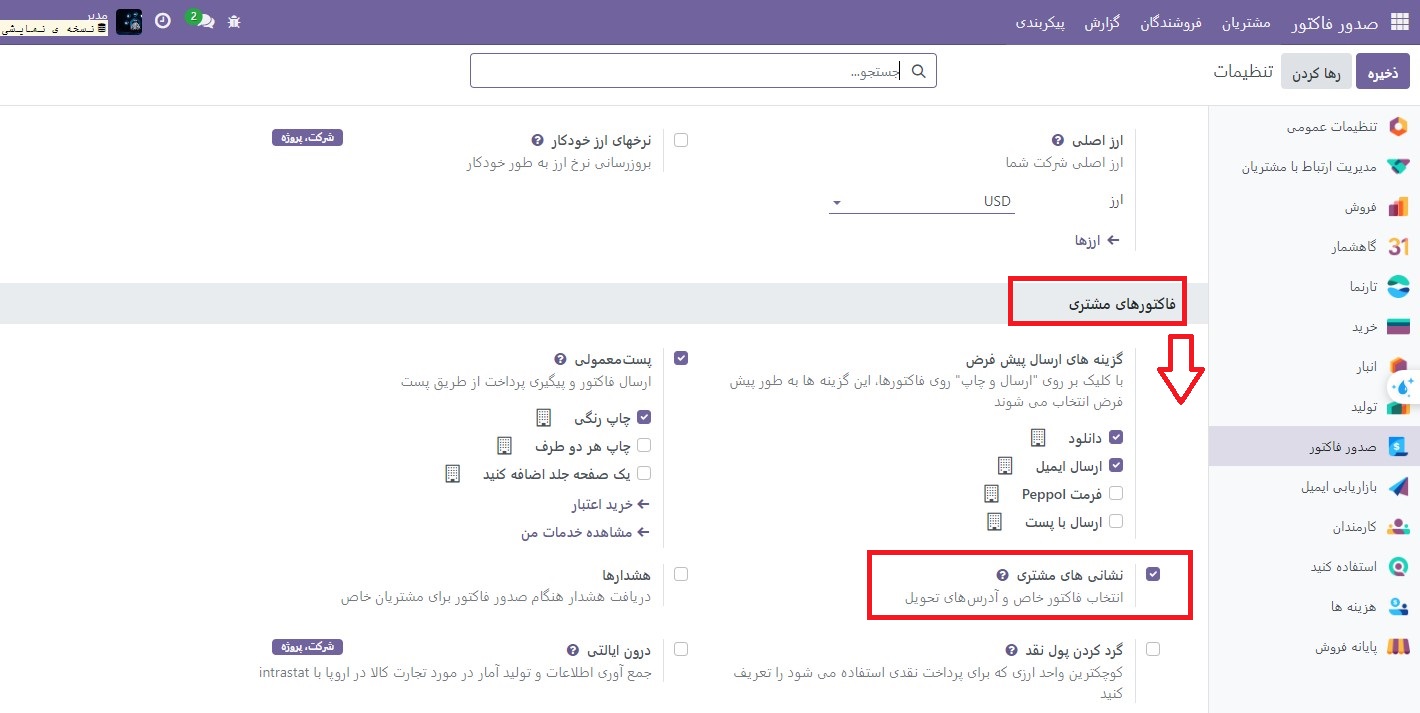 صدور فاکتور
مشتریان
فروشندگان
گزارش
پیکربندی
2
مدیر
نسخه ی نمایشی
ذخیره
رها کردن
تنظیمات
جستجو...
تنظیمات عمومی
مدیریت ارتباط با مشتریان
فروش
31
گاهشمار
تارنما
خرید
انبار
تولید
صدور فاکتور
بازاریابی ایمیل
کارمندان
استفاده کنید
هزینه ها
پایانه فروش
ارز اصلی ?
ارز اصلی شرکت شما
ارز
USD
ارزها
نرخهای ارز خودکار ?
شرکت، پروژه
بروزرسانی نرخ ارز به طور خودکار
فاکتورهای مشتری
گزینه های ارسال پیش فرض
با کلیک بر روی "ارسال و چاپ" روی فاکتورها، این گزینه ها به طور پیش
فرض انتخاب می شوند
دانلود
ارسال ایمیل
فرمت Peppol
ارسال با پست
پست‌معمولی ?
ارسال فاکتور و پیگیری پرداخت از طریق پست
چاپ رنگی
چاپ هر دو طرف
یک صفحه جلد اضافه کنید
خرید اعتبار
مشاهده خدمات من
نشانی های مشتری ?
انتخاب فاکتور خاص و آدرس‌های تحویل
هشدارها
دریافت هشدار هنگام صدور فاکتور برای مشتریان خاص
گرد کردن پول نقد ?
کوچکترین واحد ارزی که برای پرداخت نقدی استفاده می شود را تعریف
کنید
درون ایالتی ?
شرکت، پروژه
جمع آوری اطلاعات و تولید آمار در مورد تجارت کالا در اروپا با intrastat